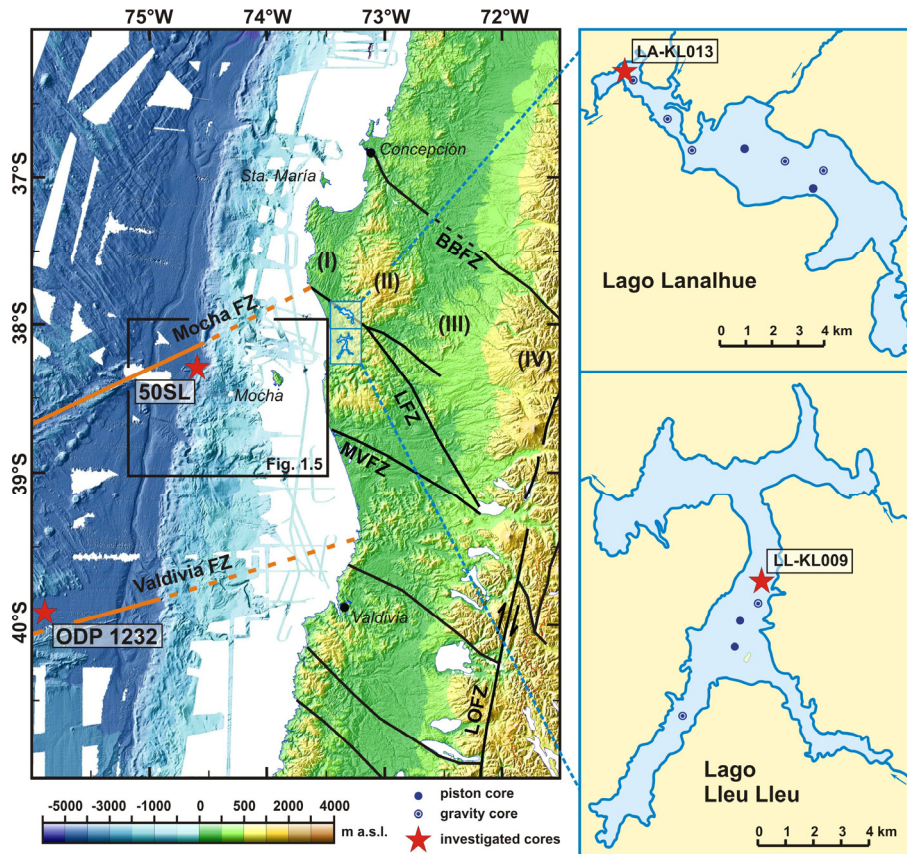 75°W 74°W 73°W 72°W
37°S
38°S
39°S
40°S
Concepción
Sta. María
BBFZ
(I)
(II)
(III)
(IV)
Mocha FZ
50SL
Mocha
LFZ
MVFZ
Fig. 1.5
Valdivia FZ
ODP 1232
Valdivia
LOFZ
-5000 -3000 -1000 0 500 2000 4000 m a.s.l.
piston core
gravity core
investigated cores
LA-KL013
Lago Lanalhue
0 1 2 3 4 km
LL-KL009
Lago
Lleu Lleu
0 2 4 km